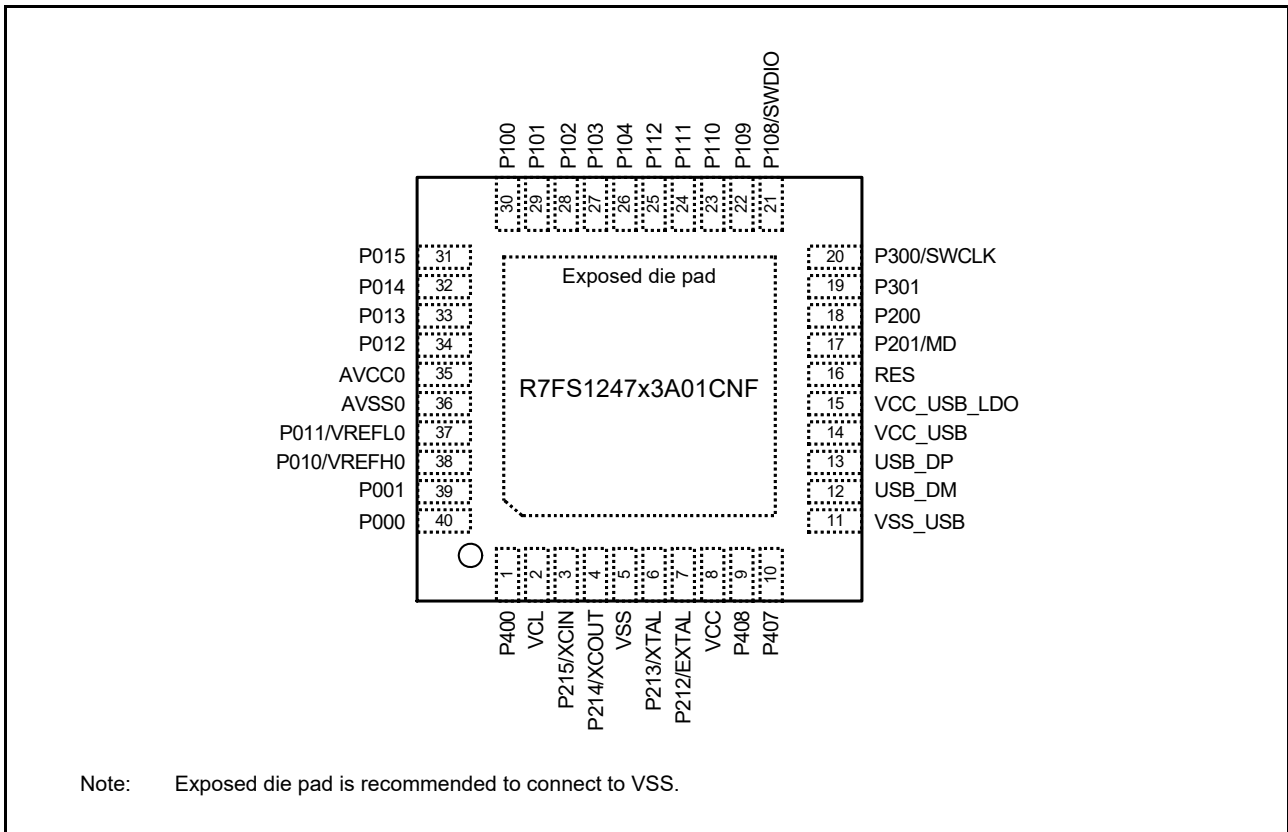 P100
P101
P102
P103
P104
P112
P111
P110
P109
P108/SWDIO
30
29
28
27
26
25
24
23
22
21
P015 31
P014 32
P013 33
P012 34
AVCC0 35
AVSS0 36
P011/VREFL0 37
P010/VREFH0 38
P001 39
P000 40
Exposed die pad
R7FS1247x3A01CNF
20 P300/SWCLK
19 P301
18 P200
17 P201/MD
16 RES
15 VCC_USB_LDO
14 VCC_USB
13 USB_DP
12 USB_DM
11 VSS_USB
1
2
3
4
5
6
7
8
9
10
P400
VCL
P215/XCIN
P214/XCOUT
VSS
P213/XTAL
P212/EXTAL
VCC
P408
P407
Note: Exposed die pad is recommended to connect to VSS.